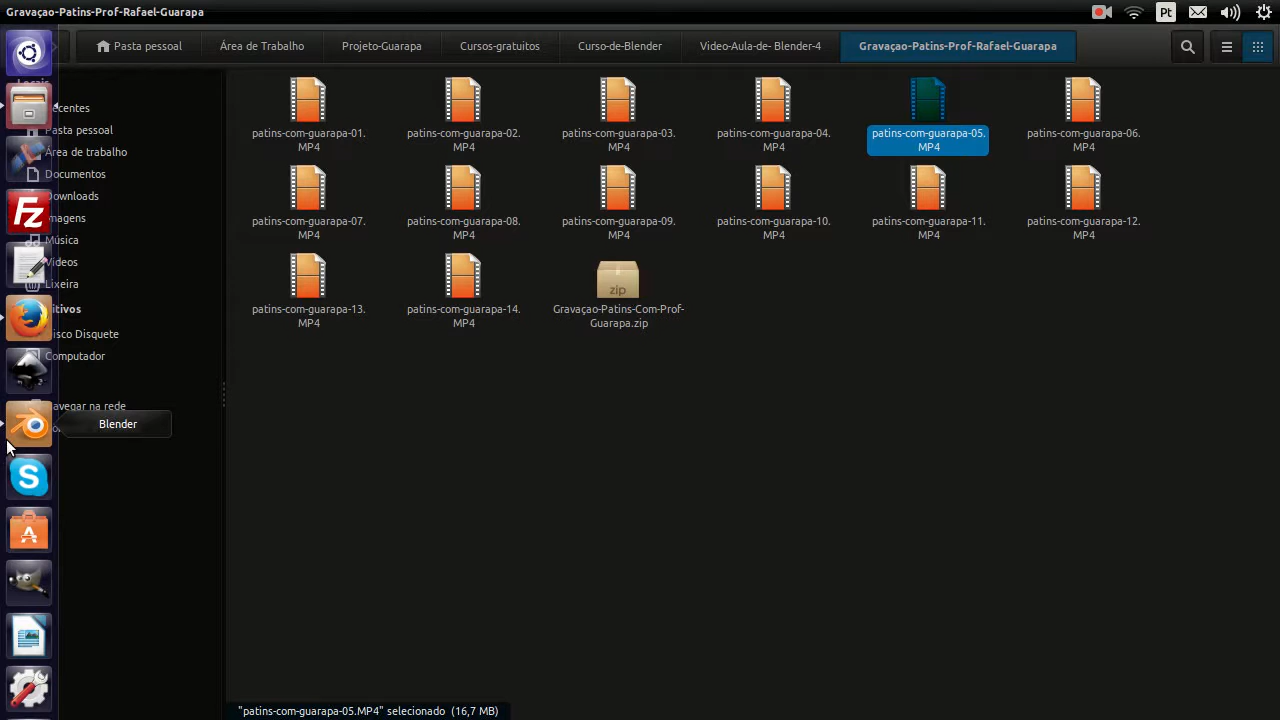 Gravaçao-Patins-Prof-Rafael-Guarapa
Pt
Pasta pessoal
Área de Trabalho
Projeto-Guarapa
Cursos-gratuitos
Curso-de-Blender
Video-Aula-de- Blender-4
Gravaçao-Patins-Prof-Rafael-Guarapa
ecentes
Pasta pessoal
Área de trabalho
Documentos
Downloads
magens
Música
ídeos
Lixeira
itivos
isco Disquete
Computador
avegar na rede
Blender
patins-com-guarapa-01.
MP4
patins-com-guarapa-02.
MP4
patins-com-guarapa-03.
MP4
patins-com-guarapa-04.
MP4
patins-com-guarapa-05.
MP4
patins-com-guarapa-06.
MP4
patins-com-guarapa-07.
MP4
patins-com-guarapa-08.
MP4
patins-com-guarapa-09.
MP4
patins-com-guarapa-10.
MP4
patins-com-guarapa-11.
MP4
patins-com-guarapa-12.
MP4
patins-com-guarapa-13.
MP4
patins-com-guarapa-14.
MP4
zip
Gravaçao-Patins-Com-Prof-
Guarapa.zip
"patins-com-guarapa-05.MP4" selecionado (16,7 MB)